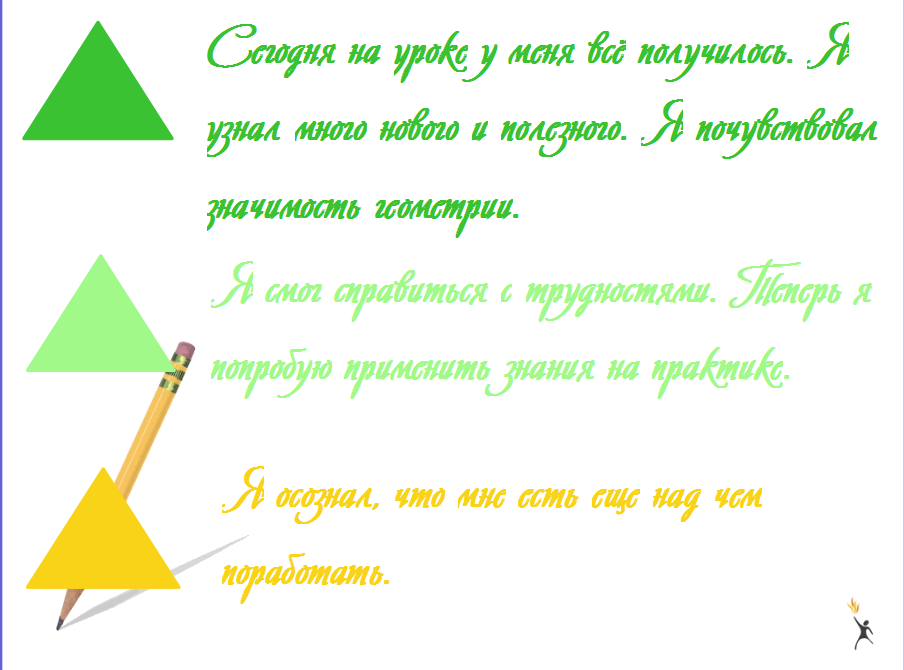 Сегодня на уроке у меня всё получилось. Я
узнал много нового и полезного. Я почувствовал
значимость геометрии.
Я смог справиться с трудностями. Теперь я
попробую применить знания на практике.
Я осознал, что мне есть еще над чем
поработать.